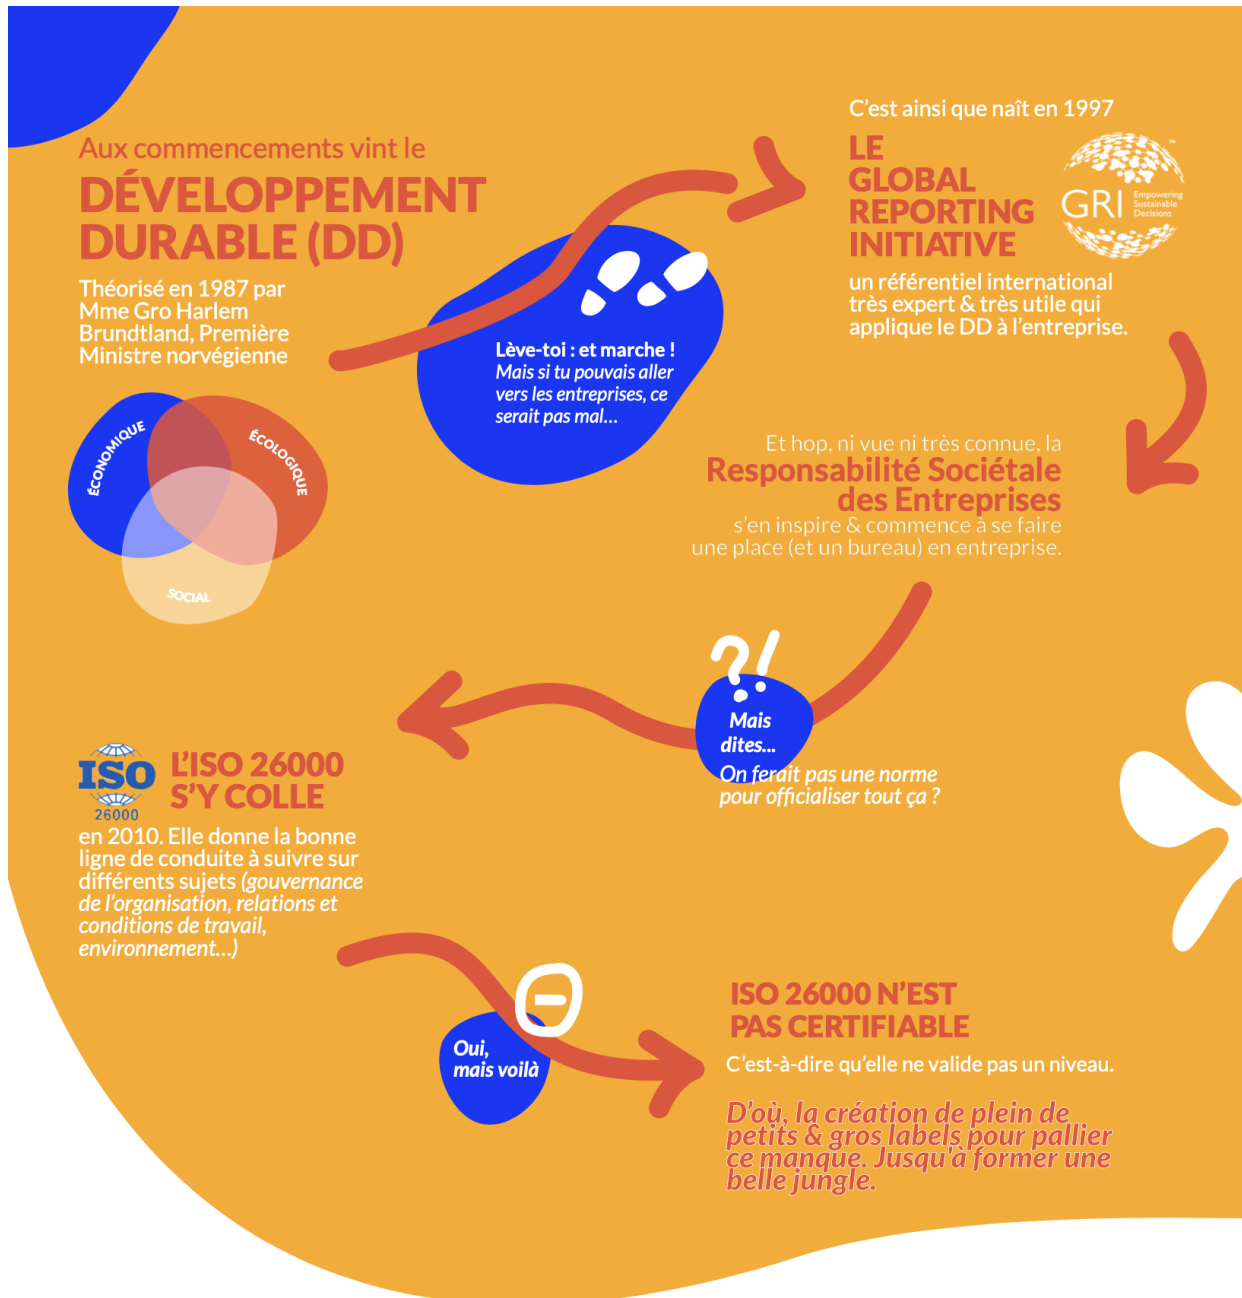 Aux commencements vint le
DÉVELOPPEMENT
DURABLE (DD)
Théorisé en 1987 par
Mme Gro Harlem
Brundtland, Première
Ministre norvégienne
ÉCONOMIQUE
ÉCOLOGIQUE
SOCIAL
Lève-toi : et marche !
Mais si tu pouvais aller
vers les entreprises, ce
serait pas mal...
C'est ainsi que naît en 1997
LE
GLOBAL
REPORTING
INITIATIVE
GRI
Empowering
Sustainable
Decisions
TM
un référentiel international
très expert & très utile qui
applique le DD à l'entreprise.
Et hop, ni vue ni très connue, la
Responsabilité Sociétale
des Entreprises
s'en inspire & commence à se faire
une place (et un bureau) en entreprise.
?!
Mais
dites...
On ferait pas une norme
pour officialiser tout ça ?
ISO
26000
L'ISO 26000
S'Y COLLE
en 2010. Elle donne la bonne
ligne de conduite à suivre sur
différents sujets (gouvernance
de l'organisation, relations et
conditions de travail,
environnement...)
Oui,
mais voilà
ISO 26000 N'EST
PAS CERTIFIABLE
C'est-à-dire qu'elle ne valide pas un niveau.
D'où, la création de plein de
petits & gros labels pour pallier
ce manque. Jusqu'à former une
belle jungle.